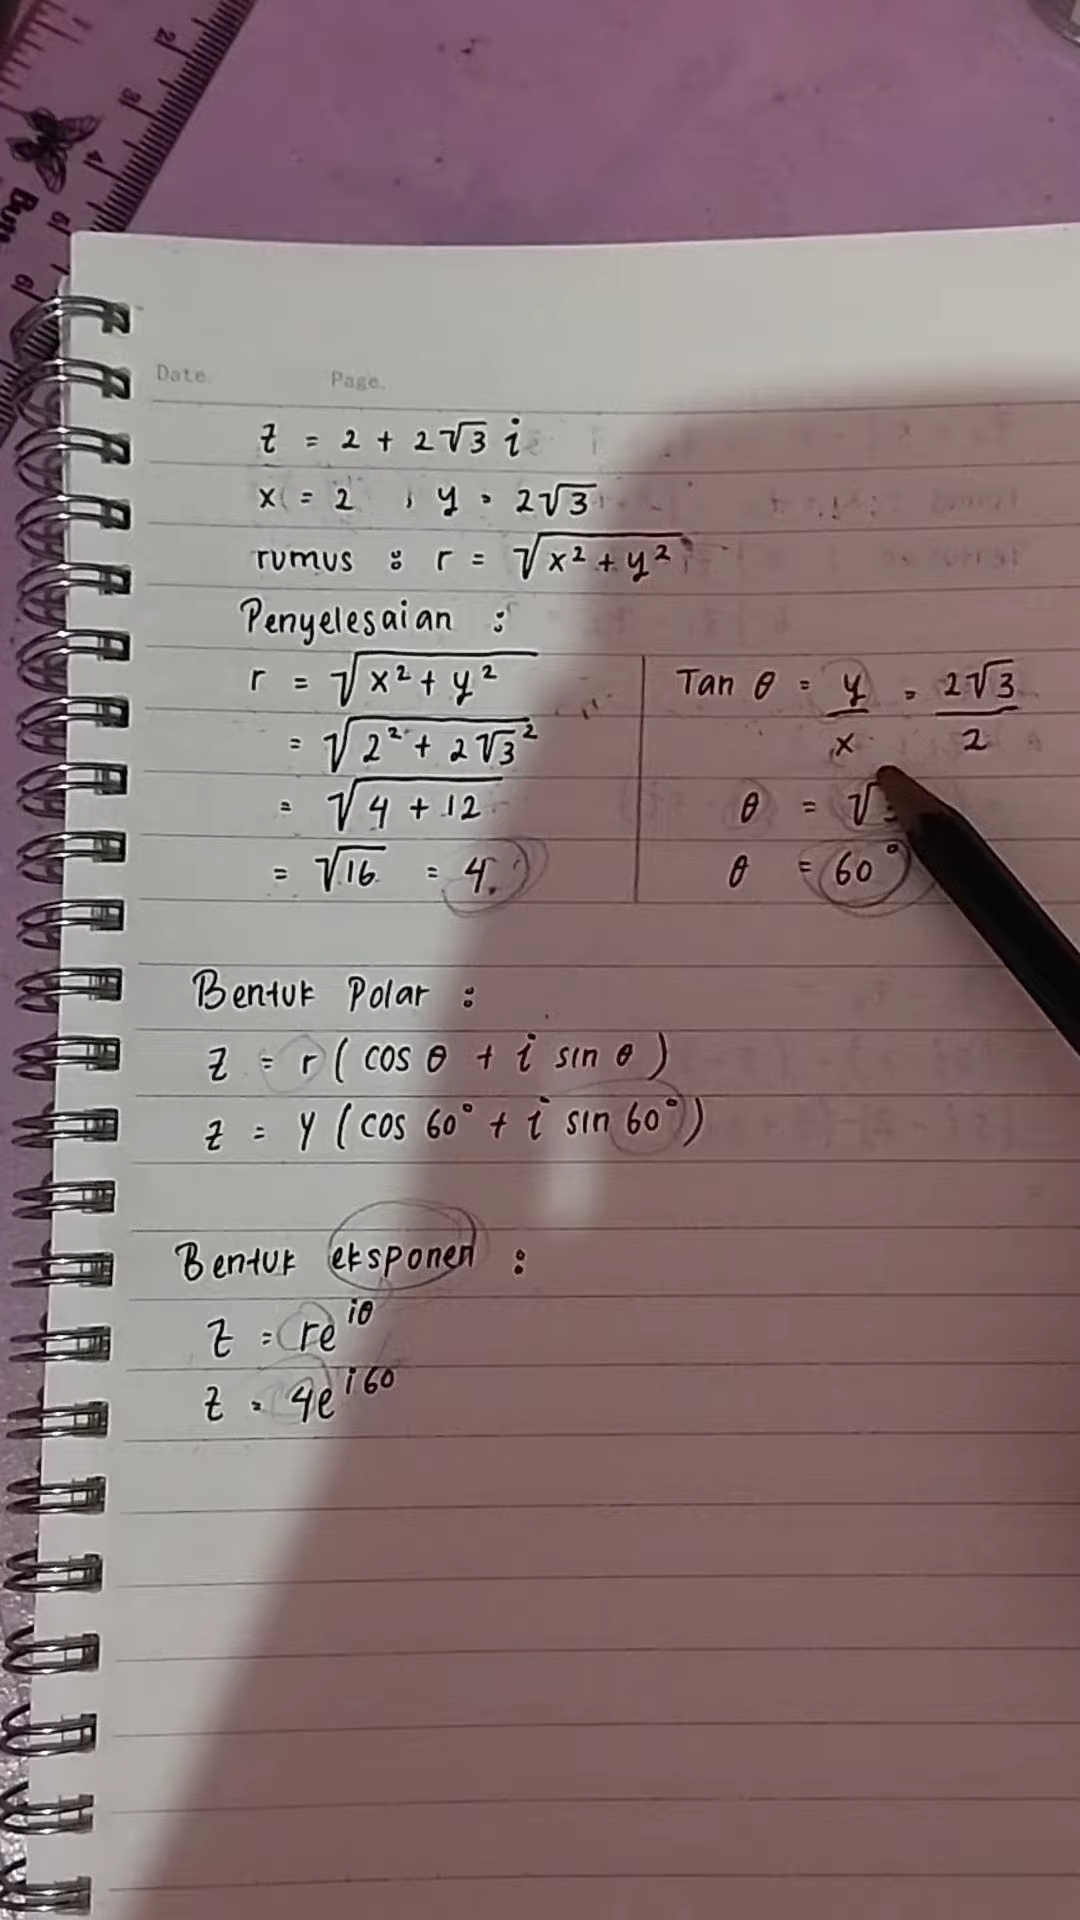 Date. Page.
z = 2 + 2√3 i
x = 2 , y = 2√3
rumus : r = √x² + y²
Penyelesaian :
r = √x² + y²
= √2² + 2√3²
= √4 + 12
= √16 = 4
Tan θ = y/x = 2√3/2
θ = √
θ = 60°
Bentuk Polar :
z = r ( cos θ + i sin θ )
z = 4 ( cos 60° + i sin 60° )
Bentuk eksponen :
z = re^iθ
z = 4e^i60